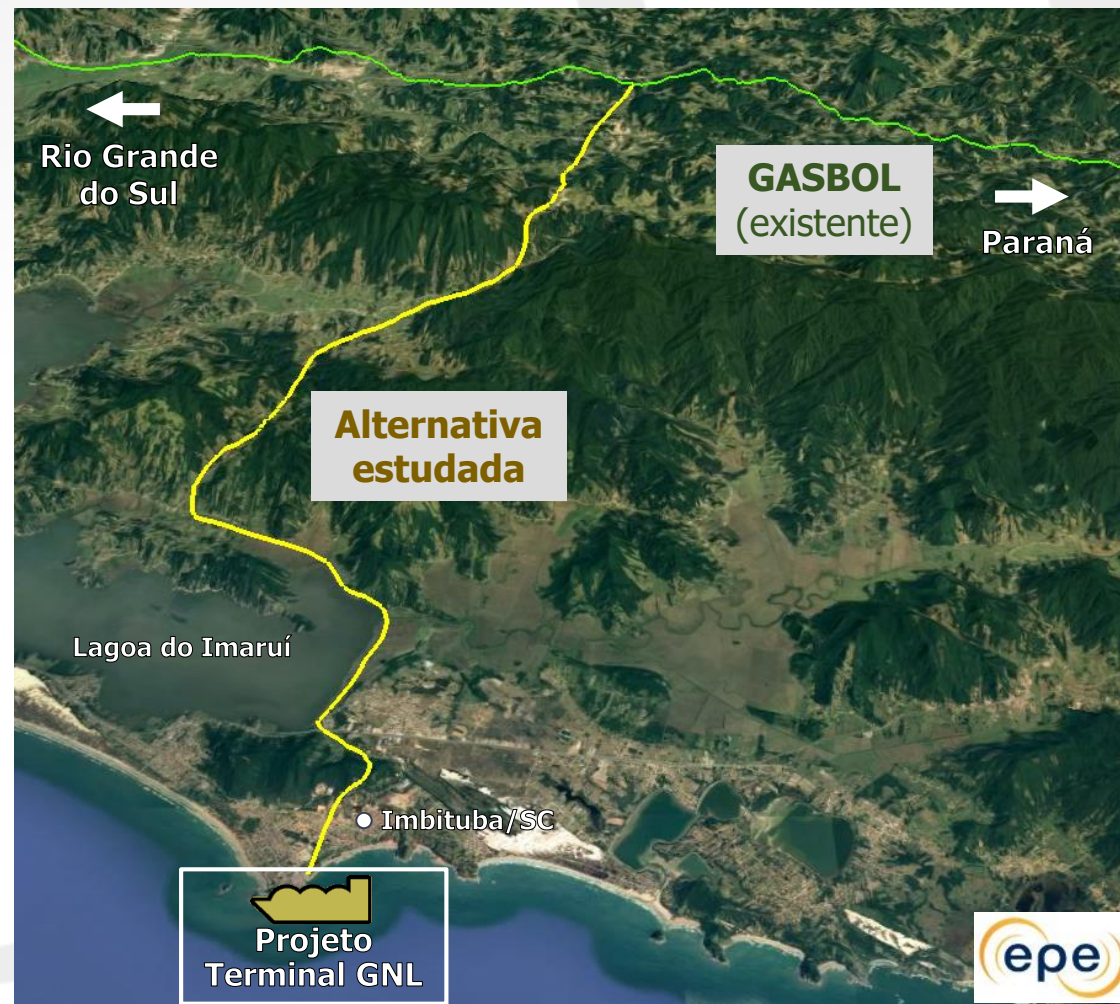 Rio Grande
do Sul
GASBOL
(existente)
Paraná
Alternativa
estudada
Lagoa do Imaruí
Imbituba/SC
Projeto
Terminal GNL
epe